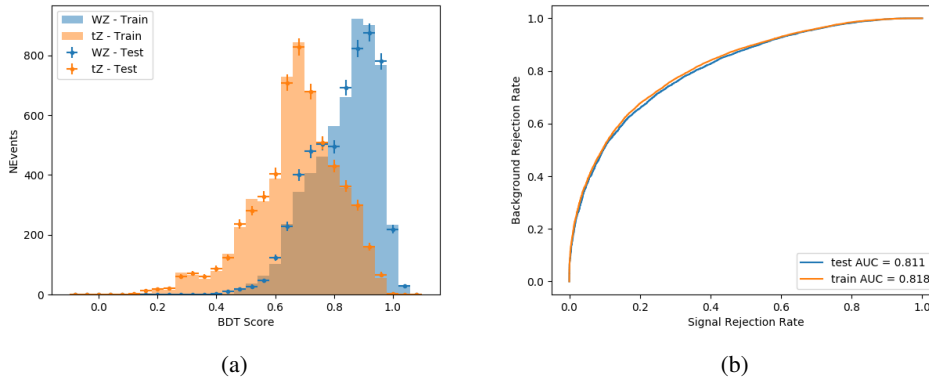 WZ - Train
tZ - Train
WZ - Test
tZ - Test
NEvents
800
600
400
200
0
0.0 0.2 0.4 0.6 0.8 1.0
BDT Score
(a)
Background Rejection Rate
1.0
0.8
0.6
0.4
0.2
0.0
test AUC = 0.811
train AUC = 0.818
0.0 0.2 0.4 0.6 0.8 1.0
Signal Rejection Rate
(b)